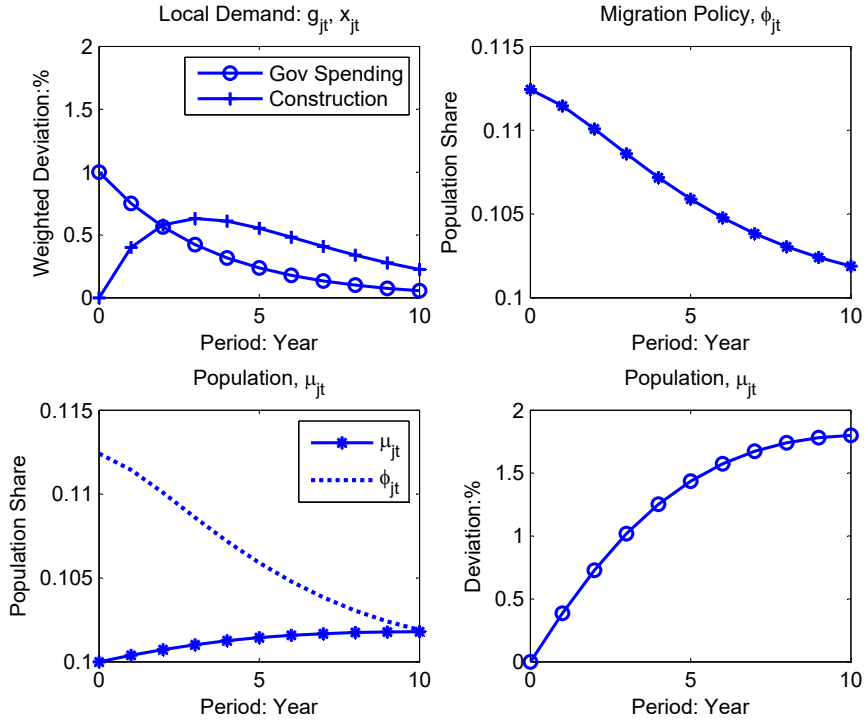 Local Demand: g_jt, x_jt
Weighted Deviation:%
2
1.5
1
0.5
0
0 5 10
Period: Year
Gov Spending
Construction
Migration Policy, ϕ_jt
Population Share
0.115
0.11
0.105
0.1
0 5 10
Period: Year
Population, μ_jt
Population Share
0.115
0.11
0.105
0.1
0 5 10
Period: Year
μ_jt
ϕ_jt
Population, μ_jt
Deviation:%
2
1.5
1
0.5
0
0 5 10
Period: Year